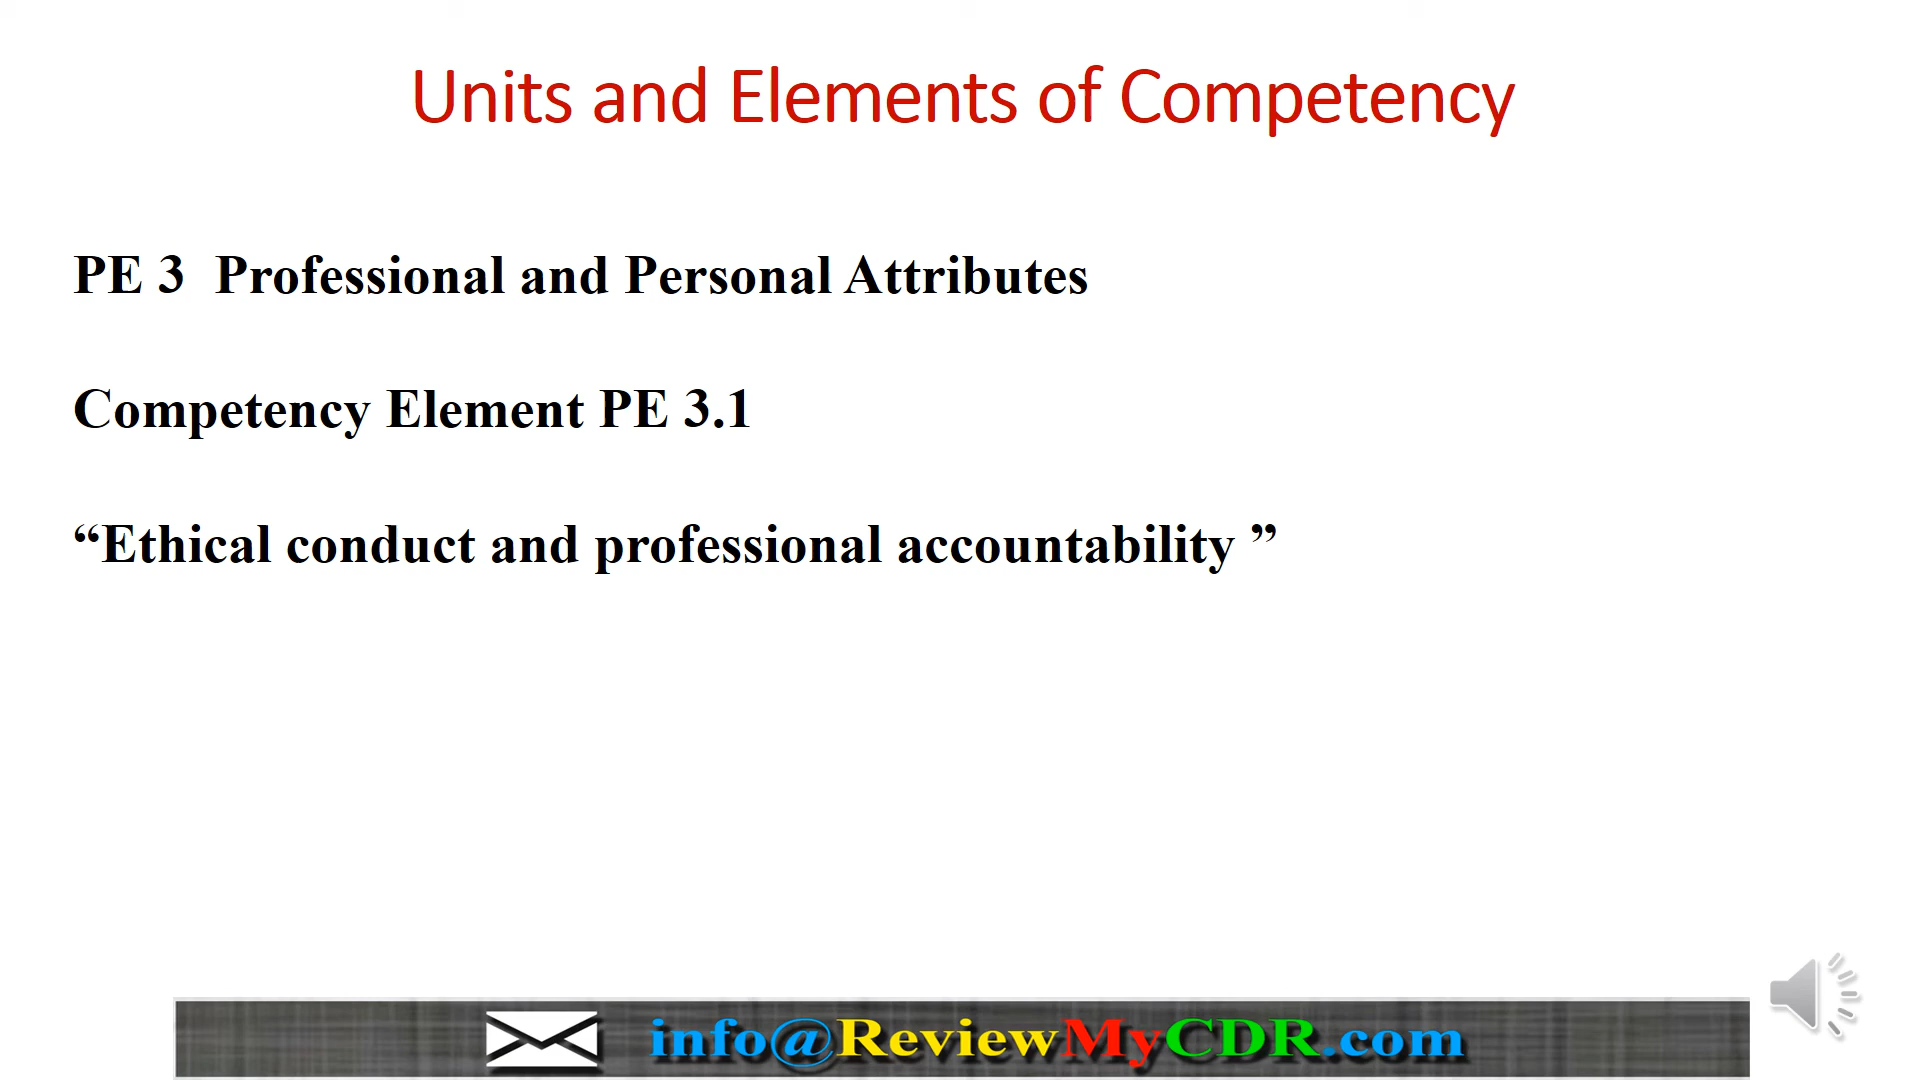 Units and Elements of Competency
PE 3 Professional and Personal Attributes
Competency Element PE 3.1
“Ethical conduct and professional accountability ”
info@ReviewMyCDR.com